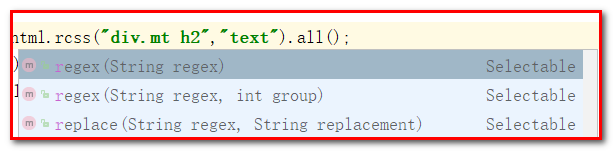 html.rcss("div.mt h2","text").all();
) m regex(String regex) Selectable
l m regex(String regex, int group) Selectable
m replace(String regex, String replacement) Selectable